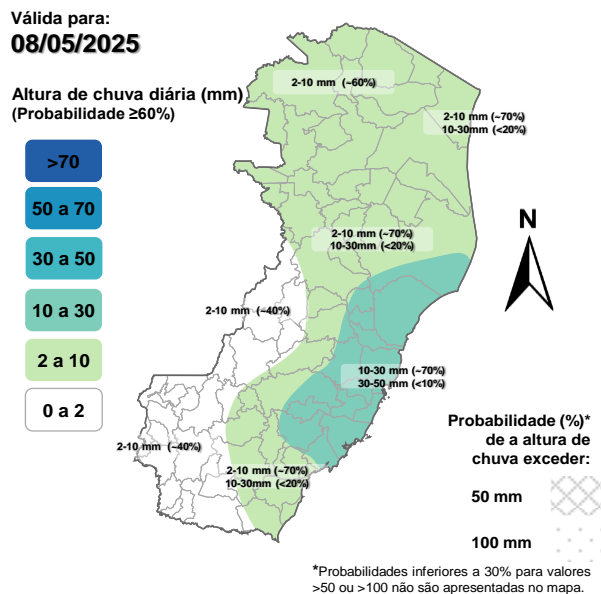 Válida para:
08/05/2025
Altura de chuva diária (mm)
(Probabilidade ≥60%)
>70
50 a 70
30 a 50
10 a 30
2 a 10
0 a 2
2-10 mm (~60%)
2-10 mm (~70%)
10-30mm (<20%)
2-10 mm (~70%)
10-30mm (<20%)
N
2-10 mm (~40%)
10-30 mm (~70%)
30-50 mm (<10%)
2-10 mm (~40%)
2-10 mm (~70%)
10-30mm (<20%)
Probabilidade (%)*
de a altura de
chuva exceder:
50 mm
100 mm
*Probabilidades inferiores a 30% para valores
>50 ou >100 não são apresentadas no mapa.